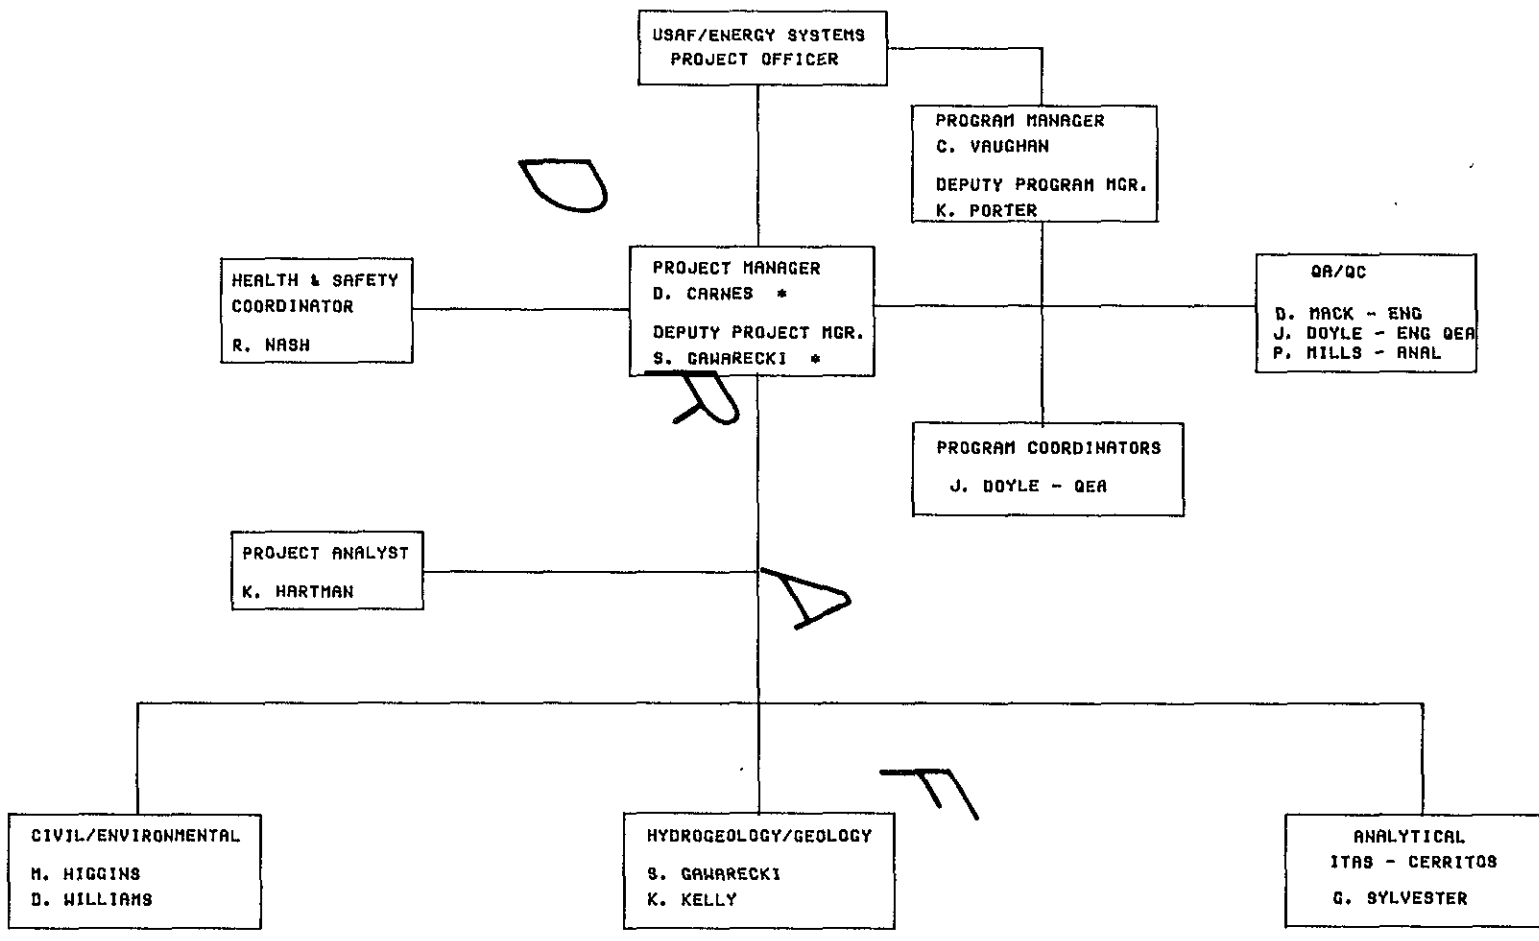 USAF/ENERGY SYSTEMS
PROJECT OFFICER
PROGRAM MANAGER
C. VAUGHAN
DEPUTY PROGRAM MGR.
K. PORTER
HEALTH & SAFETY
COORDINATOR
R. NASH
PROJECT MANAGER
D. CARNES *
DEPUTY PROJECT MGR.
S. GAWARECKI *
QA/QC
D. MACK - ENG
J. DOYLE - ENG QEA
P. MILLS - ANAL
PROGRAM COORDINATORS
J. DOYLE - QEA
PROJECT ANALYST
K. HARTMAN
CIVIL/ENVIRONMENTAL
M. HIGGINS
D. WILLIAMS
HYDROGEOLOGY/GEOLOGY
S. GAWARECKI
K. KELLY
ANALYTICAL
ITAS - CERRITOS
G. SYLVESTER